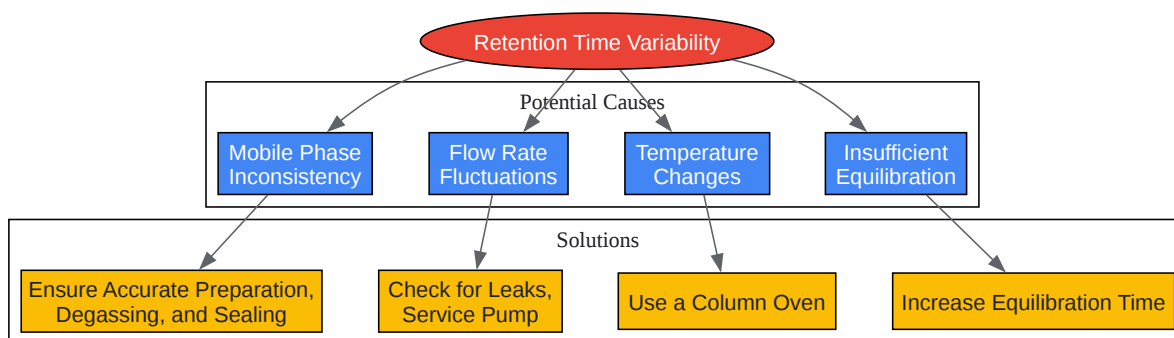 Retention Time Variability
Potential Causes
Mobile Phase
Inconsistency
Flow Rate
Fluctuations
Temperature
Changes
Insufficient
Equilibration
Solutions
Ensure Accurate Preparation,
Degassing, and Sealing
Check for Leaks,
Service Pump
Use a Column Oven
Increase Equilibration Time